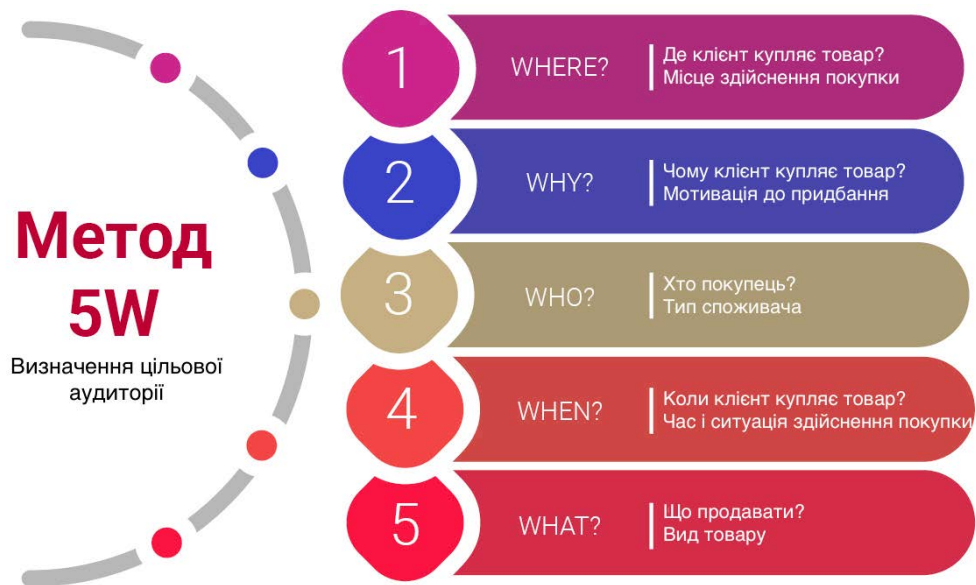 Метод
5W
Визначення цільової
аудиторії
1
WHERE?
Де клієнт купляє товар?
Місце здійснення покупки
2
WHY?
Чому клієнт купляє товар?
Мотивація до придбання
3
WHO?
Хто покупець?
Тип споживача
4
WHEN?
Коли клієнт купляє товар?
Час і ситуація здійснення покупки
5
WHAT?
Що продавати?
Вид товару